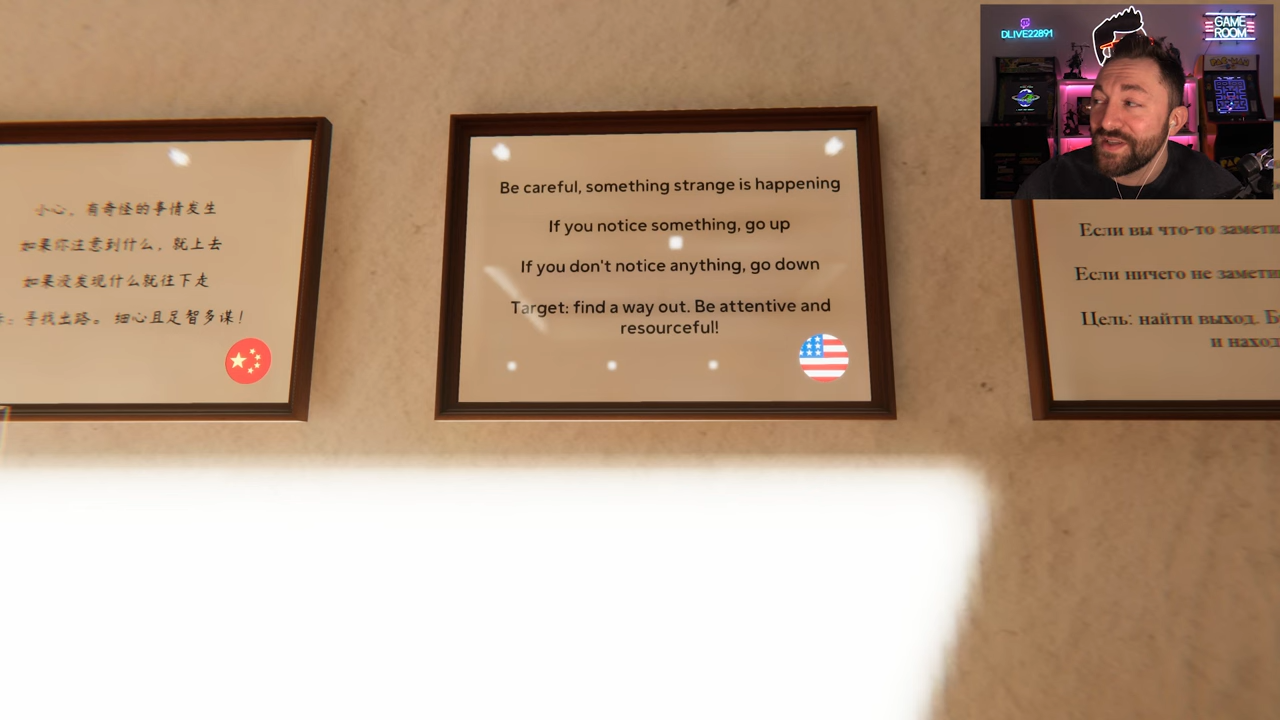 小心，有奇怪的事情发生
如果你注意到什么，就上去
如果没发现什么就往下走
：寻找出路。 细心且足智多谋！
Be careful, something strange is happening
If you notice something, go up
If you don't notice anything, go down
Target: find a way out. Be attentive and
resourceful!
Если вы что-то
Если ничего не
Цель: найти выход.
и
DLIVE22891
GAME
ROOM